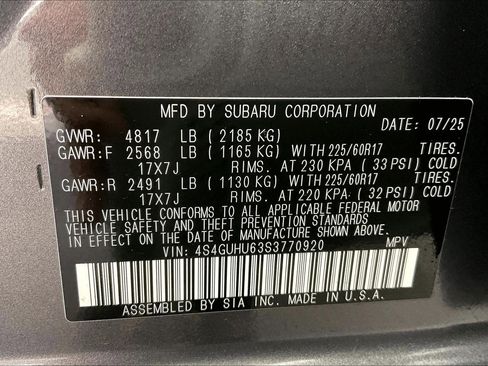 MFD BY SUBARU CORPORATION
DATE: 07/25
GVWR: 4817 LB ( 2185 KG)
GAWR:F 2568 LB ( 1165 KG) WITH 225/60R17 TIRES.
17X7J RIMS. AT 230 KPA ( 33 PSI) COLD
GAWR:R 2491 LB ( 1130 KG) WITH 225/60R17 TIRES.
17X7J RIMS. AT 220 KPA ( 32 PSI) COLD
THIS VEHICLE CONFORMS TO ALL APPLICABLE FEDERAL MOTOR
VEHICLE SAFETY AND THEFT PREVENTION STANDARDS
IN EFFECT ON THE DATE OF MANUFACTURE SHOWN ABOVE.
VIN: 4S4GUHU63S3770920 MPV
ASSEMBLED BY SIA INC. MADE IN U.S.A.